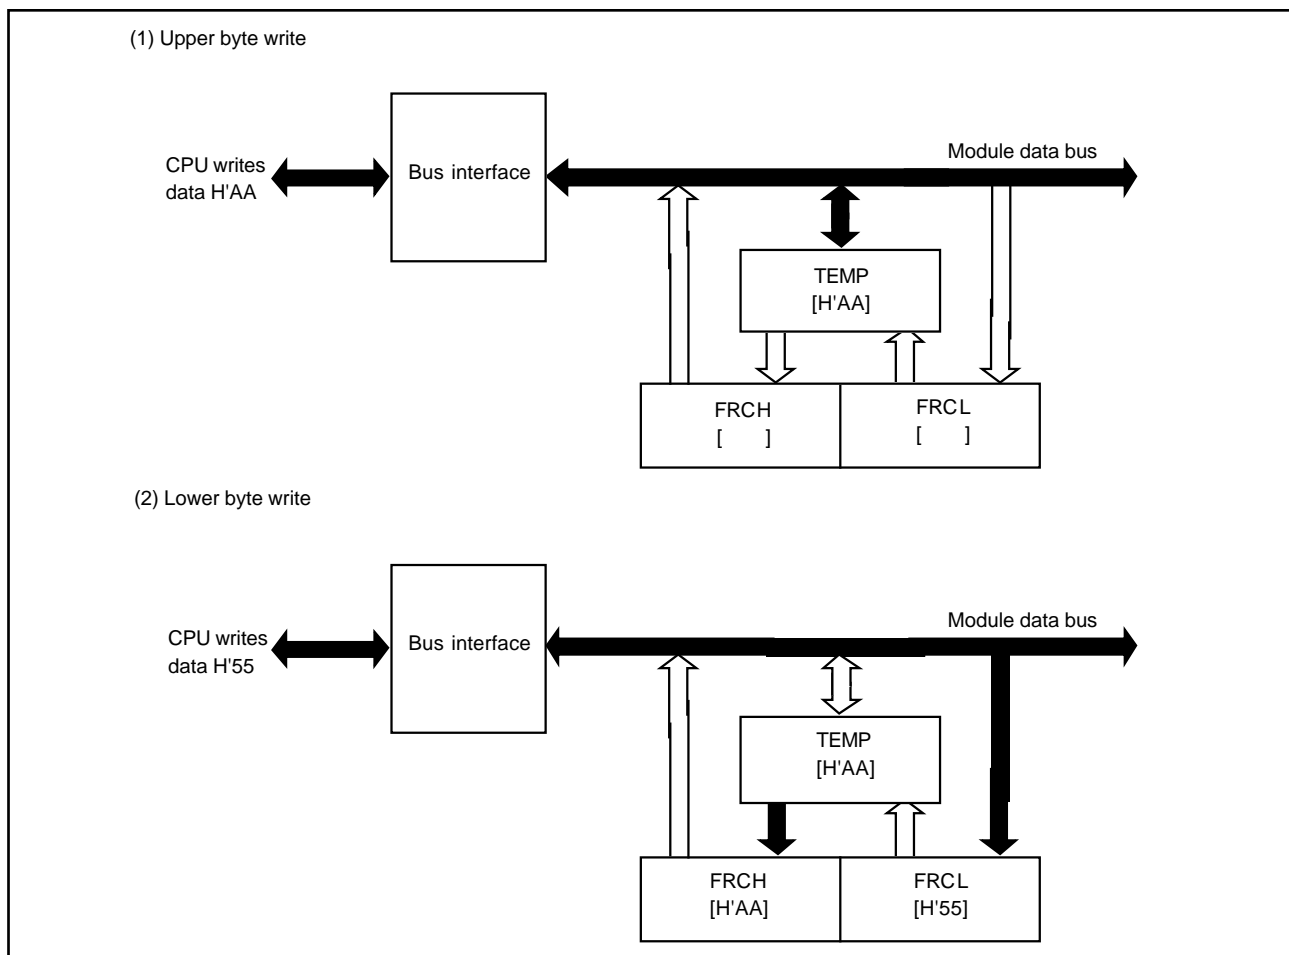 (1) Upper byte write
CPU writes
data H'AA
Bus interface
Module data bus
TEMP
[H'AA]
FRCH
[ ]
FRCL
[ ]
(2) Lower byte write
CPU writes
data H'55
Bus interface
Module data bus
TEMP
[H'AA]
FRCH
[H'AA]
FRCL
[H'55]